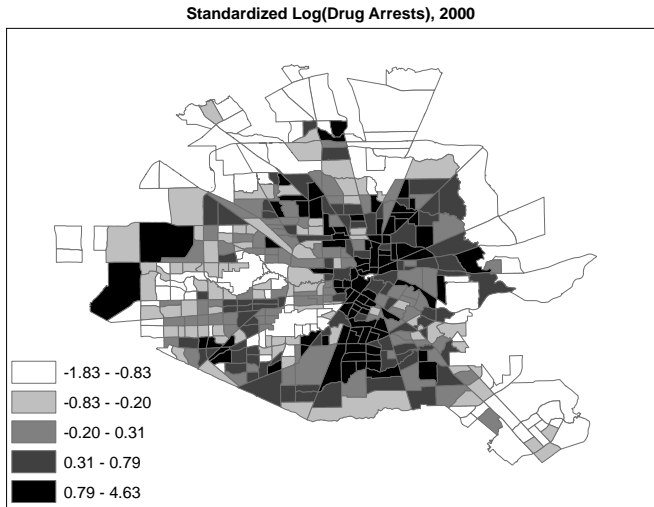 Standardized Log(Drug Arrests), 2000
-1.83 - -0.83
-0.83 - -0.20
-0.20 - 0.31
0.31 - 0.79
0.79 - 4.63